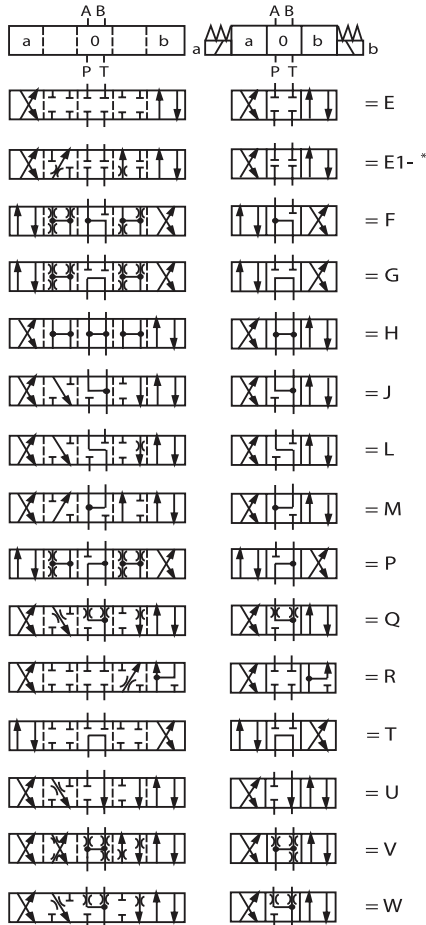 A B A B
a 0 b a a 0 b b
P T P T
= E
= E1- *
= F
= G
= H
= J
= L
= M
= P
= Q
= R
= T
= U
= V
= W